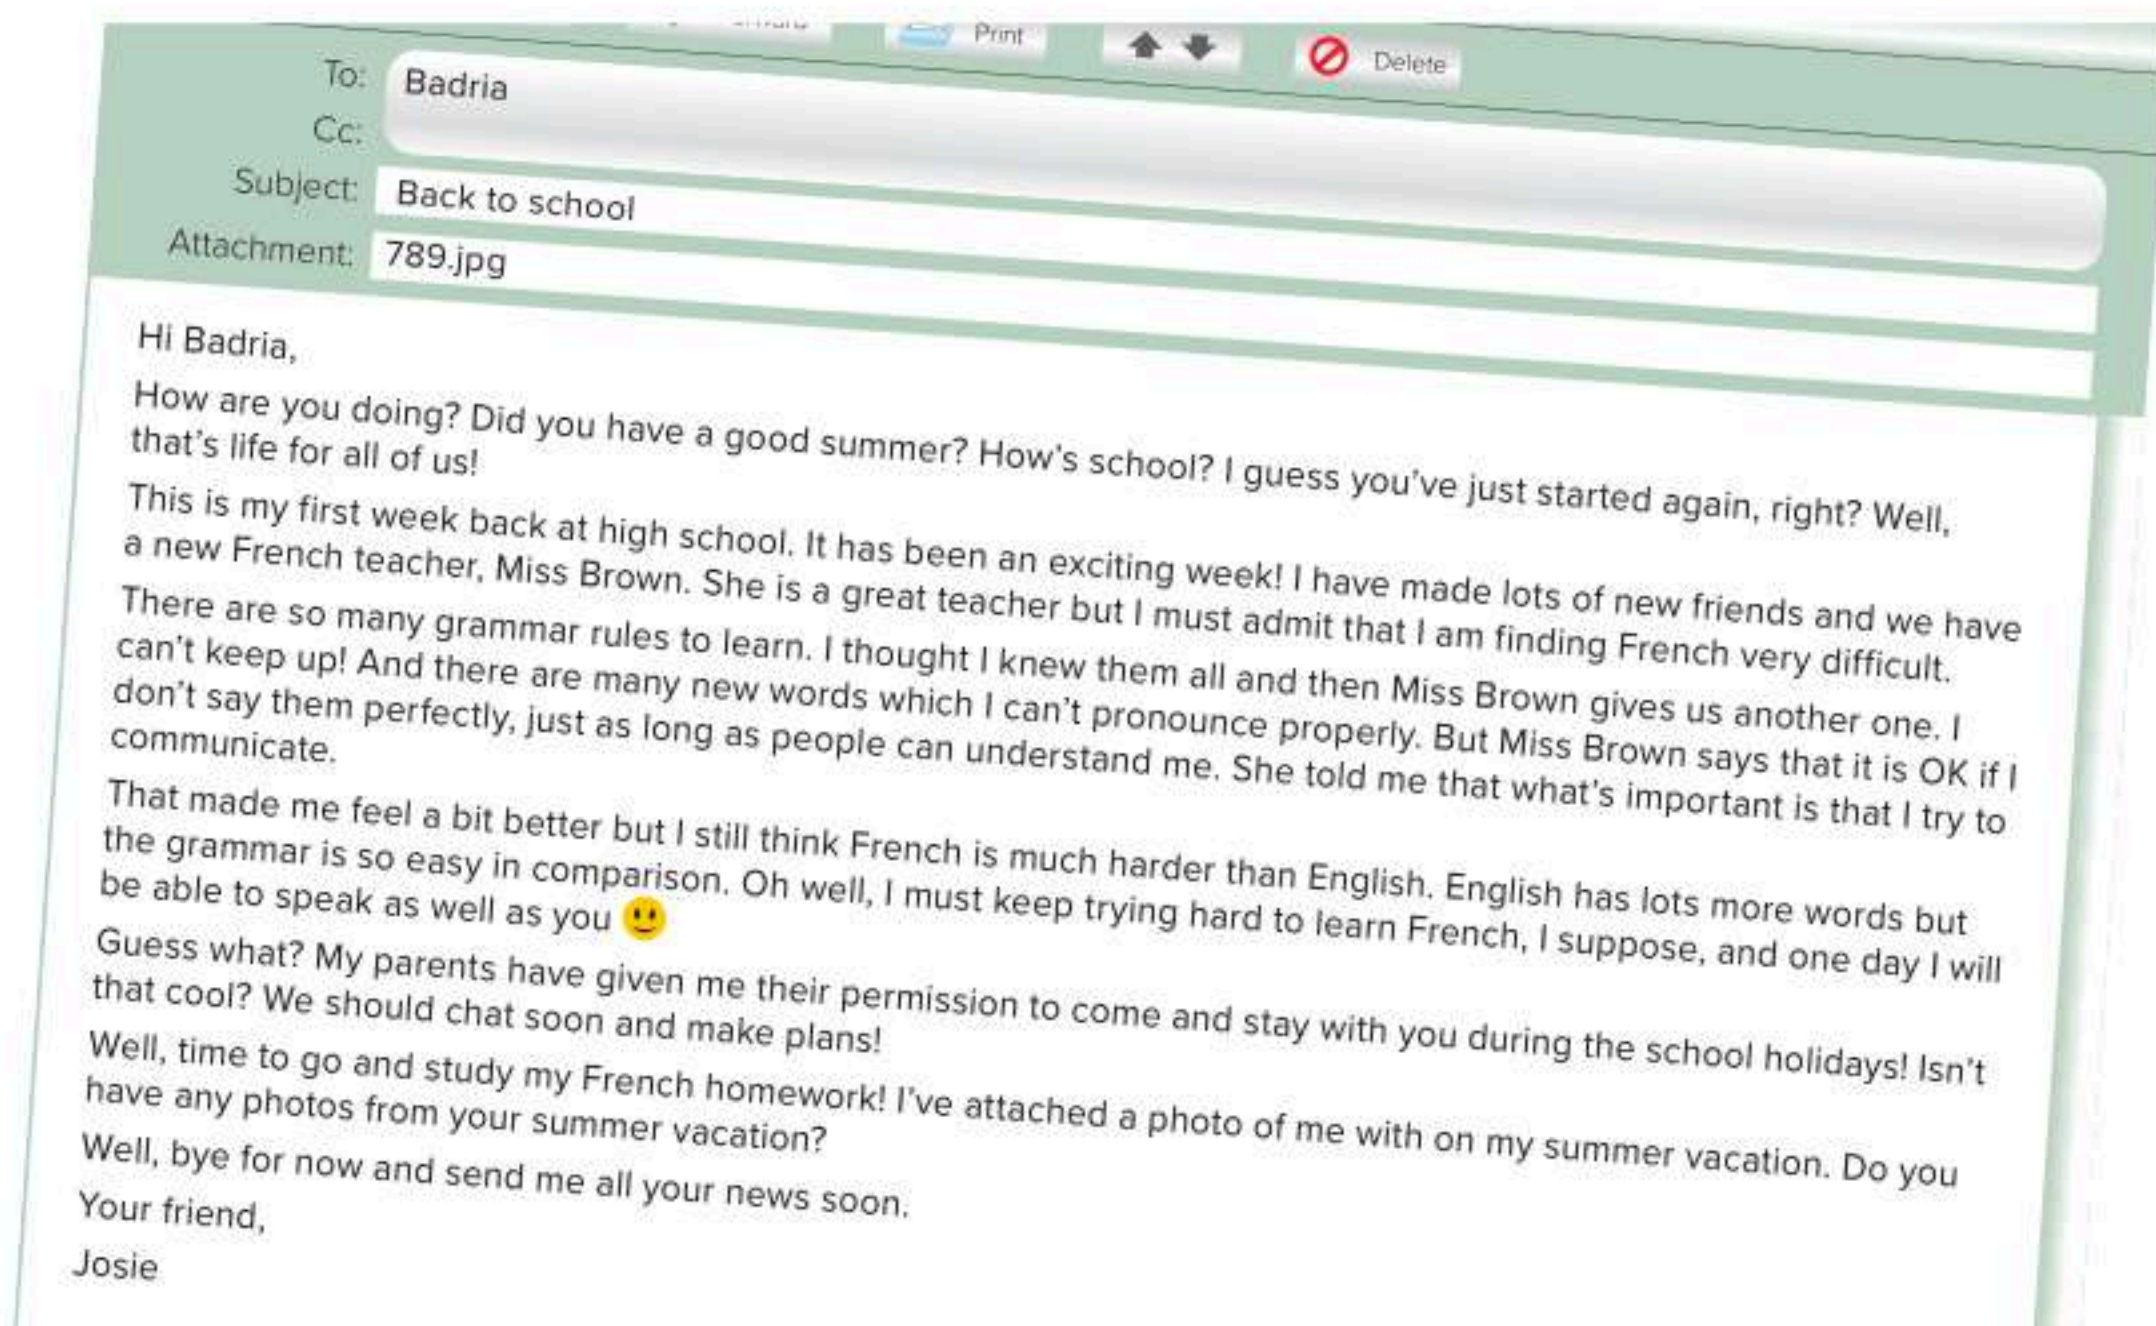 Print
Delete
To: Badria
Cc:
Subject: Back to school
Attachment: 789.jpg
Hi Badria,
How are you doing? Did you have a good summer? How's school? I guess you've just started again, right? Well,
that's life for all of us!
This is my first week back at high school. It has been an exciting week! I have made lots of new friends and we have
a new French teacher, Miss Brown. She is a great teacher but I must admit that I am finding French very difficult.
There are so many grammar rules to learn. I thought I knew them all and then Miss Brown gives us another one. I
can't keep up! And there are many new words which I can't pronounce properly. But Miss Brown says that it is OK if I
don't say them perfectly, just as long as people can understand me. She told me that what's important is that I try to
communicate.
That made me feel a bit better but I still think French is much harder than English. English has lots more words but
the grammar is so easy in comparison. Oh well, I must keep trying hard to learn French, I suppose, and one day I will
be able to speak as well as you
Guess what? My parents have given me their permission to come and stay with you during the school holidays! Isn't
that cool? We should chat soon and make plans!
Well, time to go and study my French homework! I've attached a photo of me with on my summer vacation. Do you
have any photos from your summer vacation?
Well, bye for now and send me all your news soon.
Your friend,
Josie